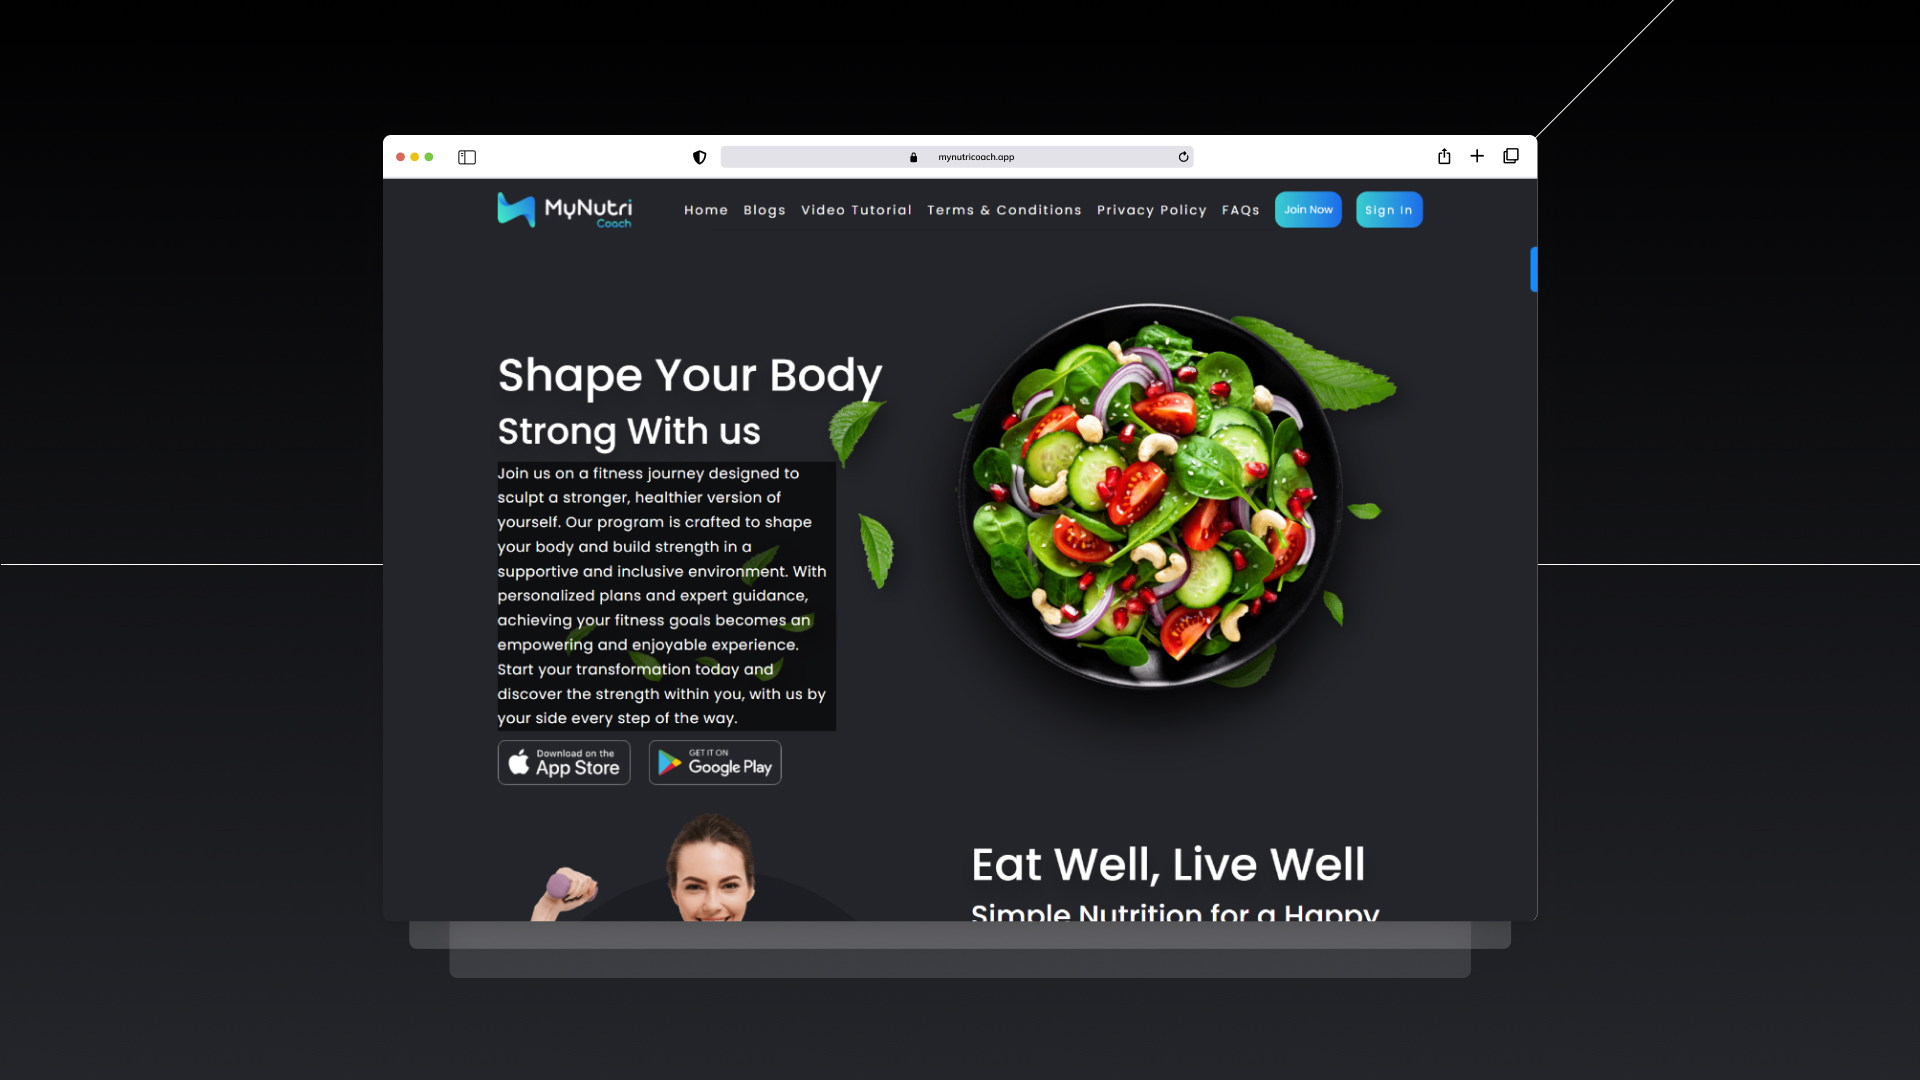 mynutricoach.app
MyNutri
Coach
Home Blogs Video Tutorial Terms & Conditions Privacy Policy FAQs Join Now Sign In
Shape Your Body
Strong With us
Join us on a fitness journey designed to
sculpt a stronger, healthier version of
yourself. Our program is crafted to shape
your body and build strength in a
supportive and inclusive environment. With
personalized plans and expert guidance,
achieving your fitness goals becomes an
empowering and enjoyable experience.
Start your transformation today and
discover the strength within you, with us by
your side every step of the way.
Download on the
App Store
GET IT ON
Google Play
Eat Well, Live Well
Simple Nutrition for a Happy